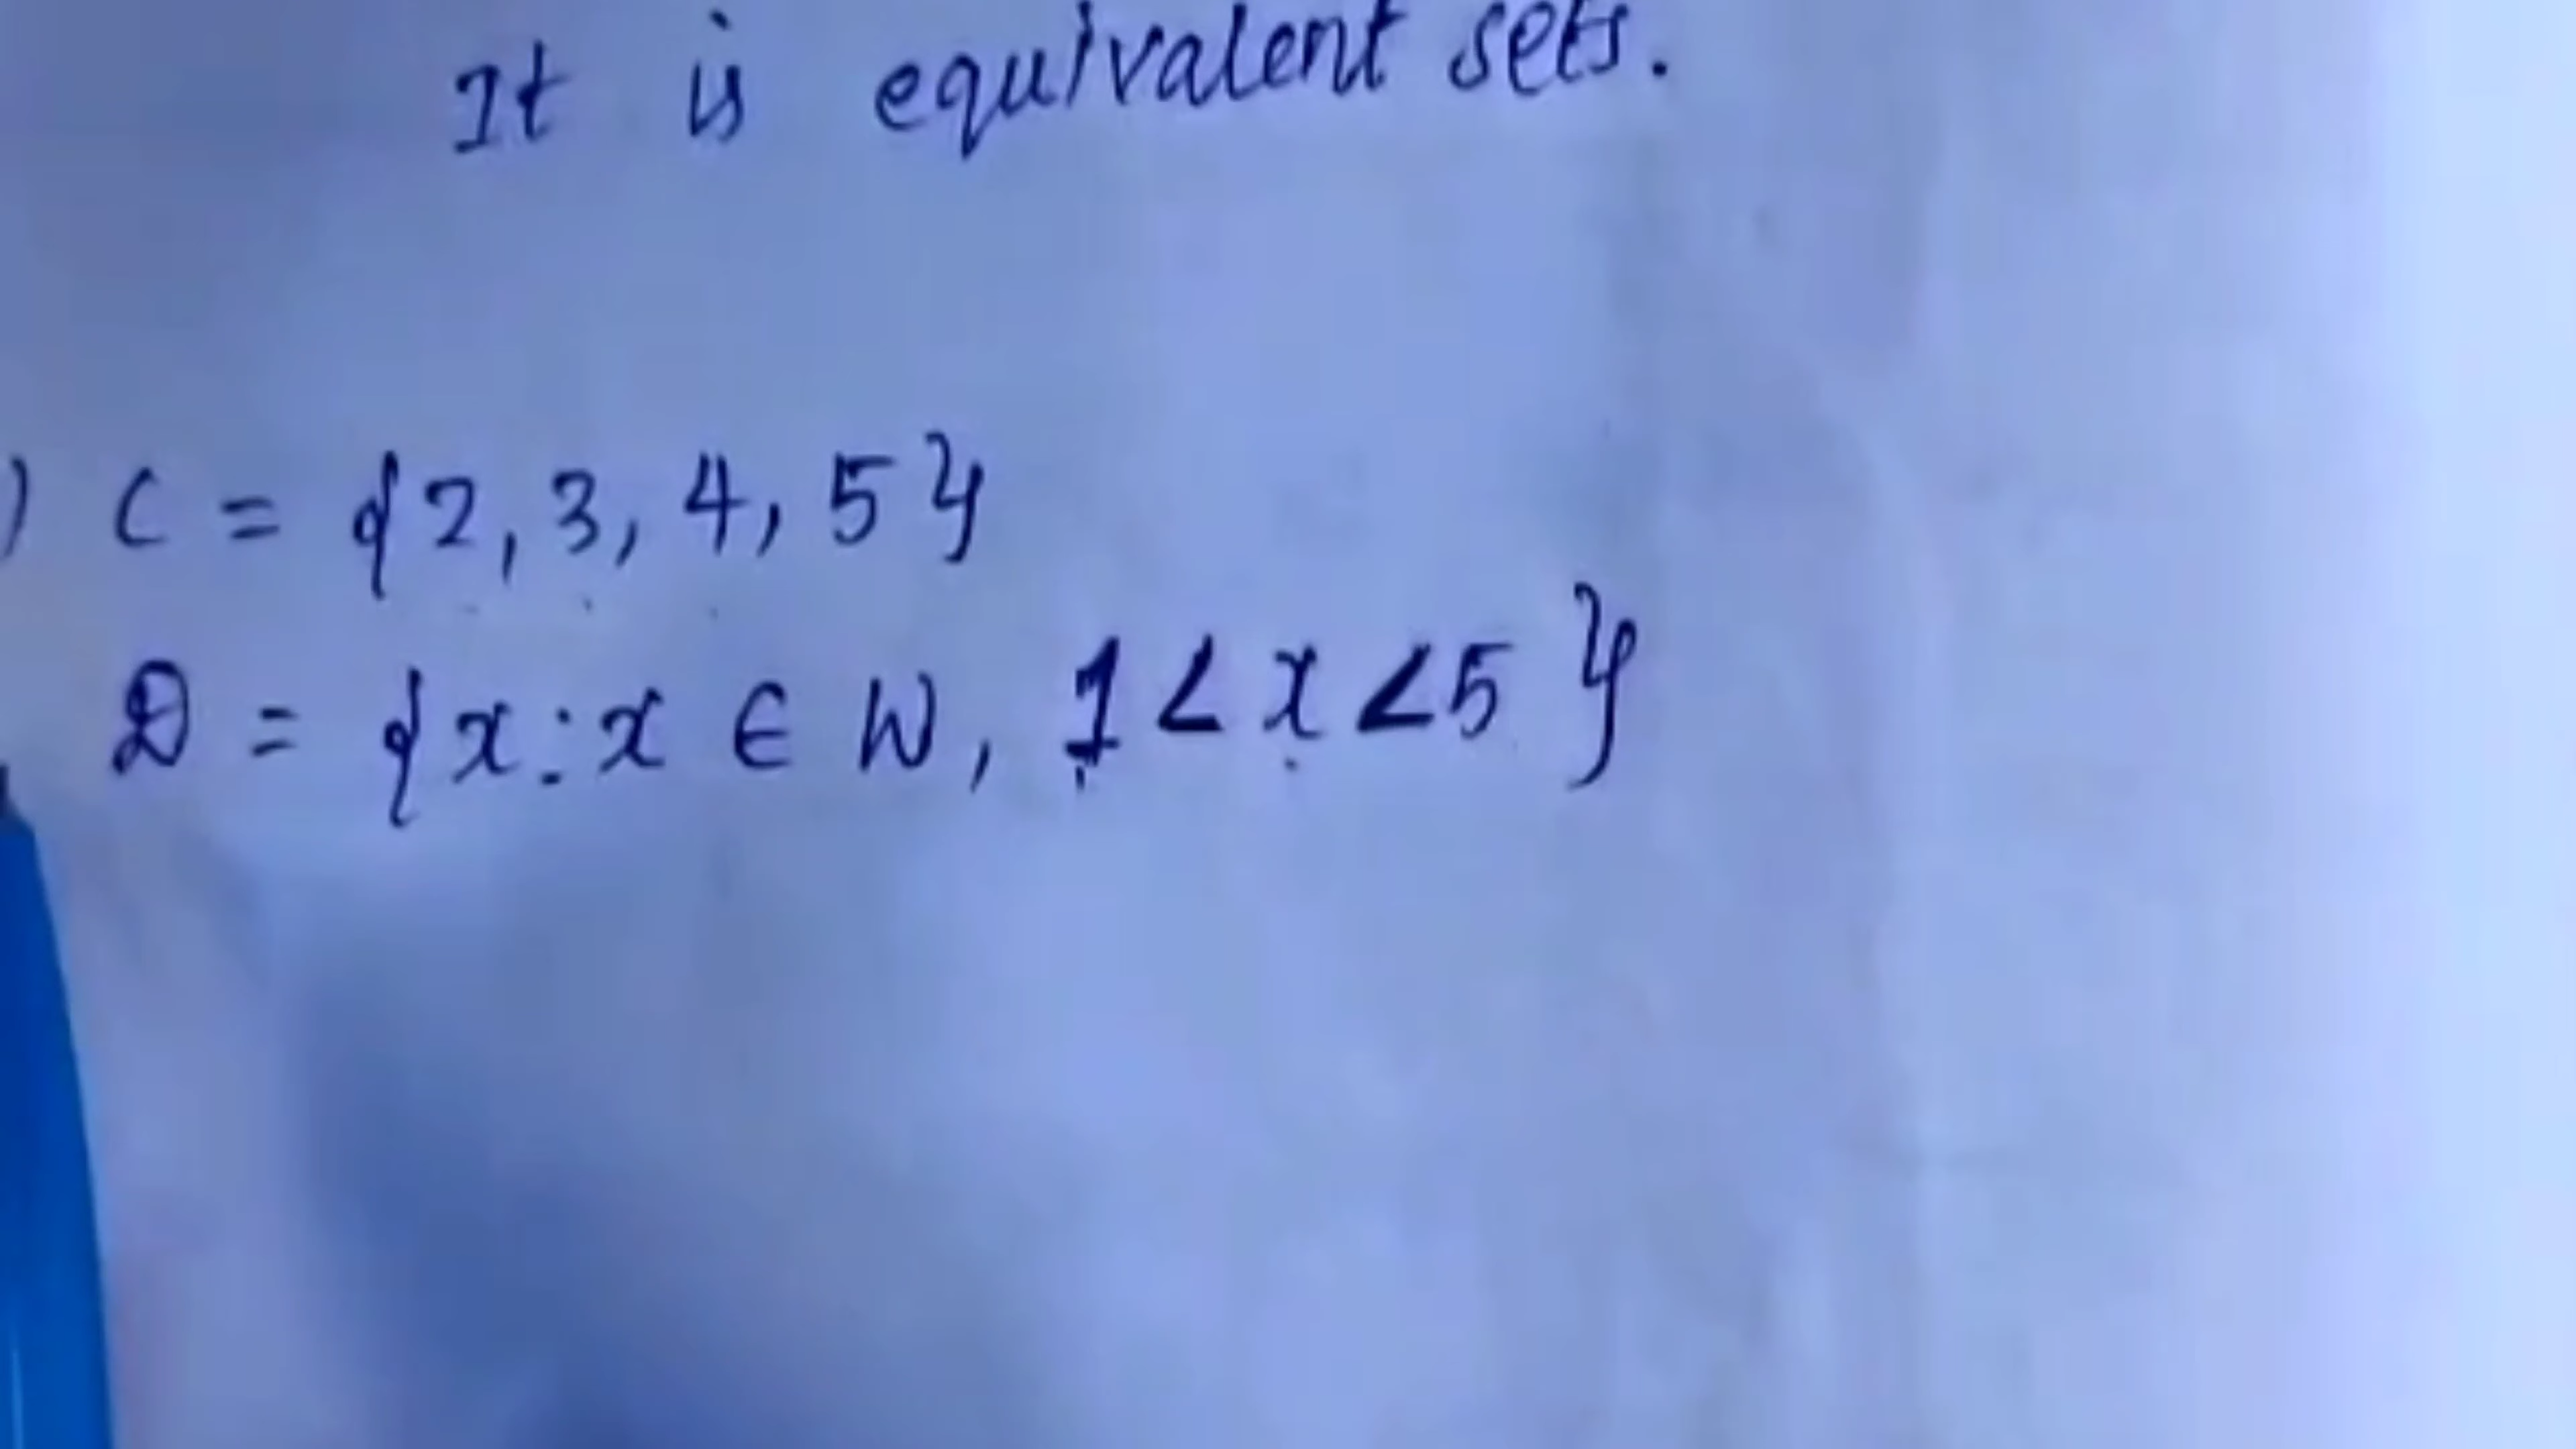 It is equivalent sets.
) C = {2, 3, 4, 5}
D = {x : x ∈ W, 1 < x < 5}